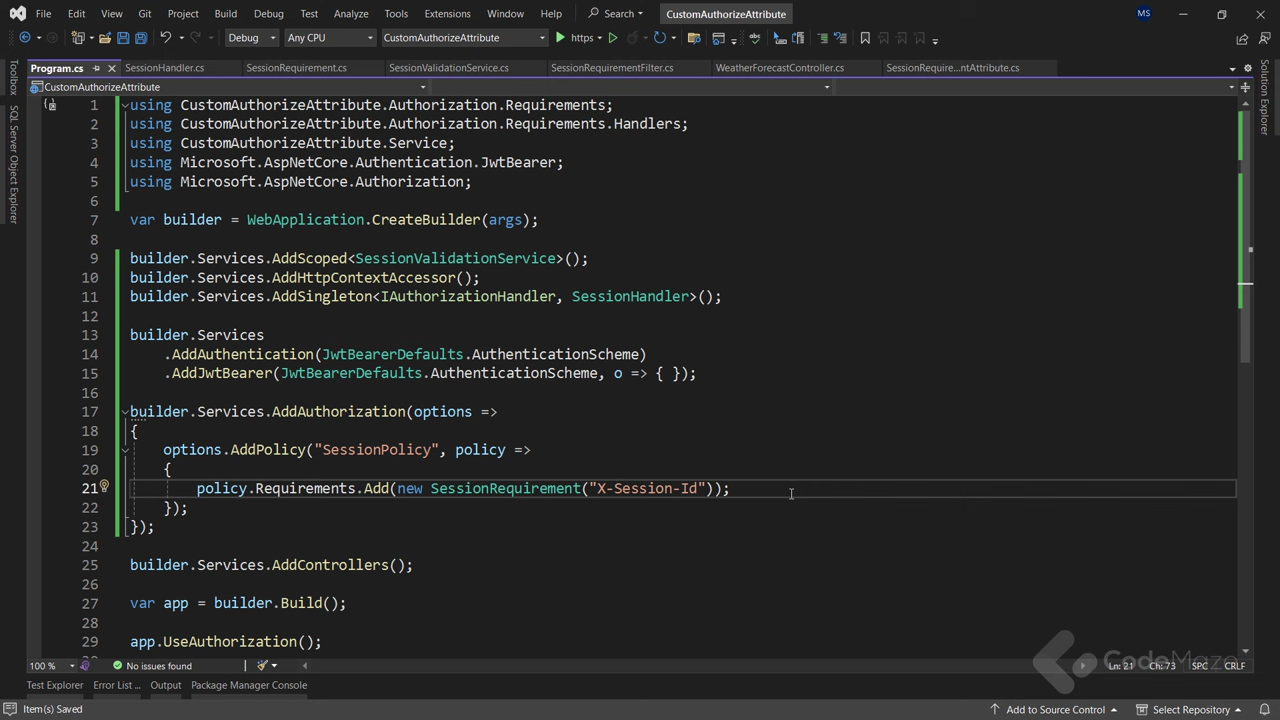 File Edit View Git Project Build Debug Test Analyze Tools Extensions Window Help Search CustomAuthorizeAttribute MS
Debug Any CPU CustomAuthorizeAttribute https
Program.cs SessionHandler.cs SessionRequirement.cs SessionValidationService.cs SessionRequirementFilter.cs WeatherForecastController.cs SessionRequire...ntAttribute.cs
CustomAuthorizeAttribute
Toolbox
SQL Server Object Explorer
Solution Explorer
1 using CustomAuthorizeAttribute.Authorization.Requirements;
2 using CustomAuthorizeAttribute.Authorization.Requirements.Handlers;
3 using CustomAuthorizeAttribute.Service;
4 using Microsoft.AspNetCore.Authentication.JwtBearer;
5 using Microsoft.AspNetCore.Authorization;
6
7 var builder = WebApplication.CreateBuilder(args);
8
9 builder.Services.AddScoped<SessionValidationService>();
10 builder.Services.AddHttpContextAccessor();
11 builder.Services.AddSingleton<IAuthorizationHandler, SessionHandler>();
12
13 builder.Services
14 .AddAuthentication(JwtBearerDefaults.AuthenticationScheme)
15 .AddJwtBearer(JwtBearerDefaults.AuthenticationScheme, o => { });
16
17 builder.Services.AddAuthorization(options =>
18 {
19 options.AddPolicy("SessionPolicy", policy =>
20 {
21 policy.Requirements.Add(new SessionRequirement("X-Session-Id"));
22 });
23 });
24
25 builder.Services.AddControllers();
26
27 var app = builder.Build();
28
29 app.UseAuthorization();
CodeMaze
100 % No issues found Ln: 21 Ch: 73 SPC CRLF
Test Explorer Error List ... Output Package Manager Console
Item(s) Saved Add to Source Control Select Repository